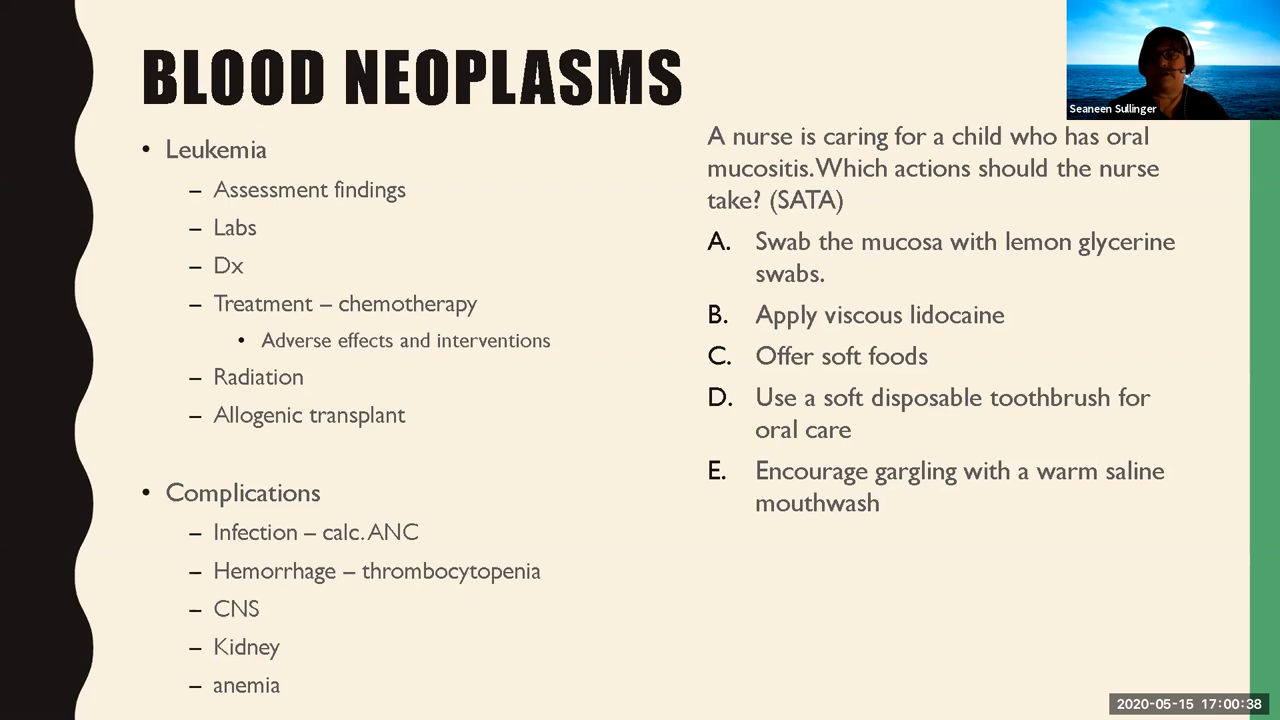 BLOOD NEOPLASMS
Seaneen Sullinger
• Leukemia
– Assessment findings
– Labs
– Dx
– Treatment – chemotherapy
• Adverse effects and interventions
– Radiation
– Allogenic transplant
• Complications
– Infection – calc. ANC
– Hemorrhage – thrombocytopenia
– CNS
– Kidney
– anemia
A nurse is caring for a child who has oral
mucositis. Which actions should the nurse
take? (SATA)
A. Swab the mucosa with lemon glycerine
swabs.
B. Apply viscous lidocaine
C. Offer soft foods
D. Use a soft disposable toothbrush for
oral care
E. Encourage gargling with a warm saline
mouthwash
2020-05-15 17:00:38